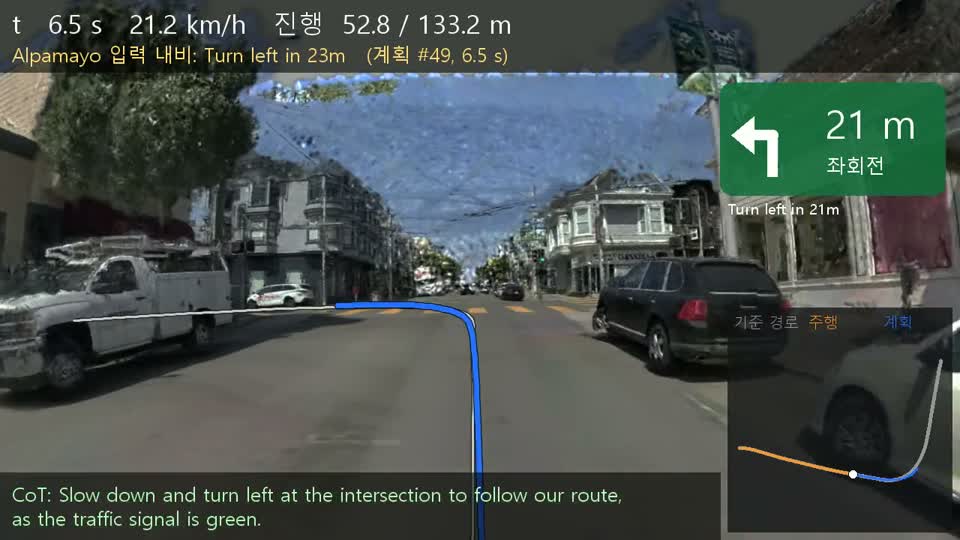 t 6.5 s 21.2 km/h 진행 52.8 / 133.2 m
Alpamayo 입력 내비: Turn left in 23m (계획 #49, 6.5 s)
21 m
좌회전
Turn left in 21m
기준 경로 주행 계획
CoT: Slow down and turn left at the intersection to follow our route,
as the traffic signal is green.